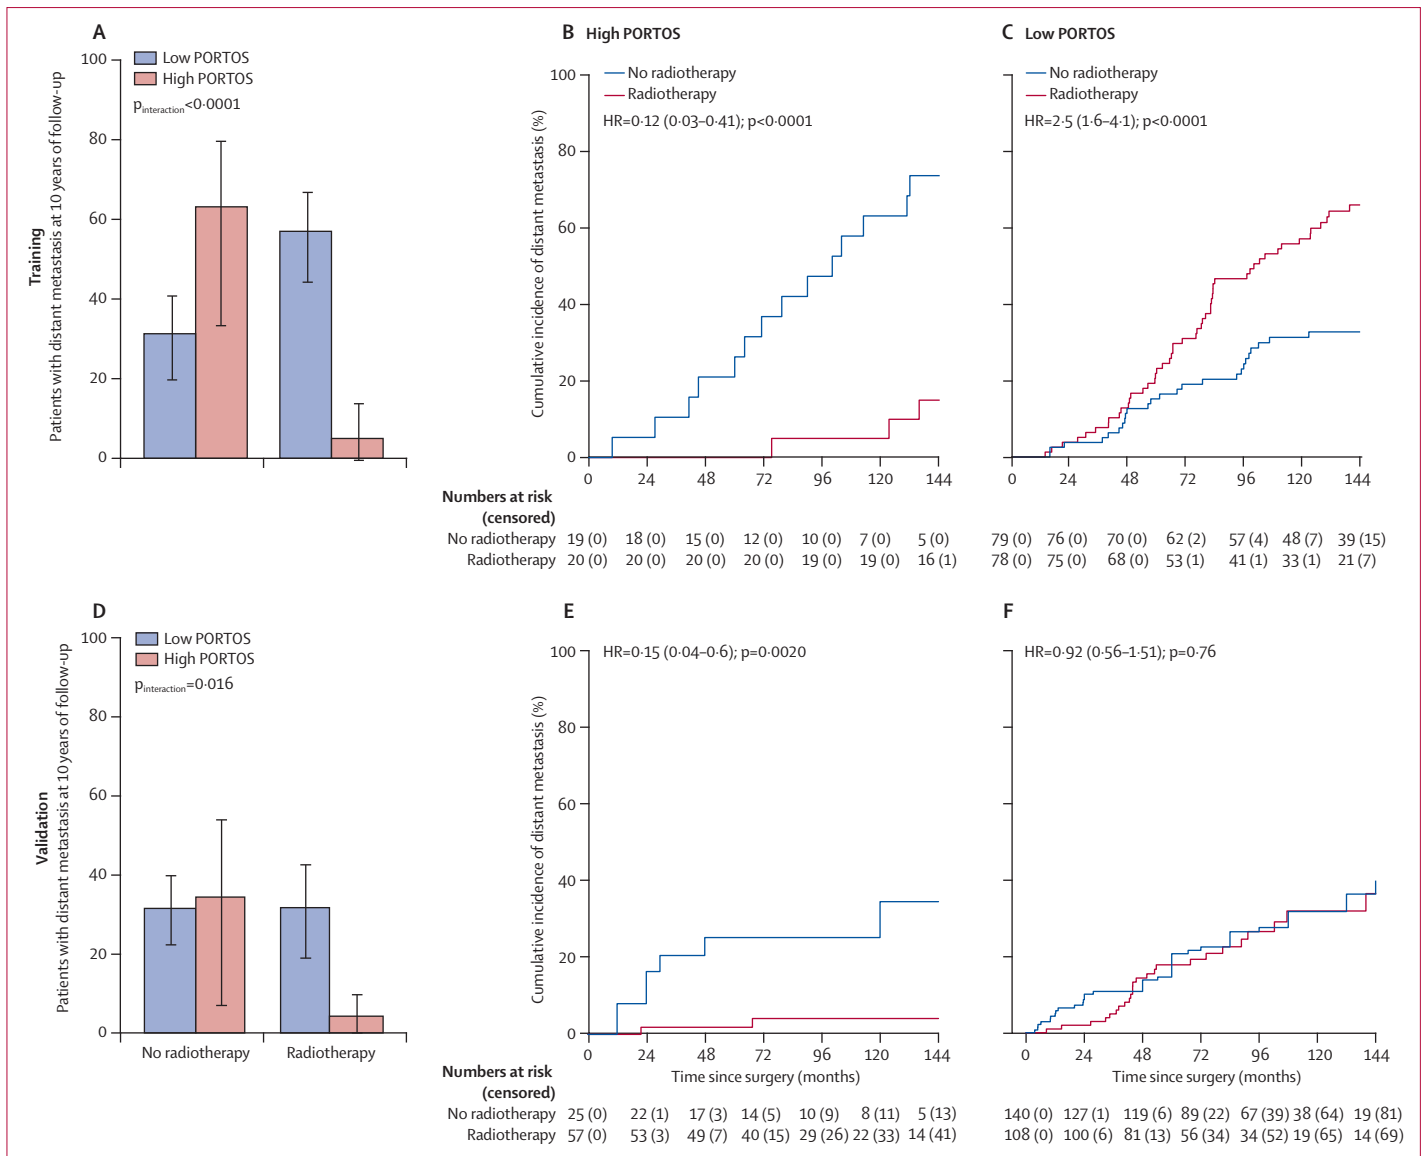 A
Low PORTOS
High PORTOS
pinteraction<0·0001
Training
Patients with distant metastasis at 10 years of follow-up
100
80
60
40
20
0
B High PORTOS
No radiotherapy
Radiotherapy
HR=0·12 (0·03–0·41); p<0·0001
Cumulative incidence of distant metastasis (%)
100
80
60
40
20
0
0 24 48 72 96 120 144
C Low PORTOS
No radiotherapy
Radiotherapy
HR=2·5 (1·6–4·1); p<0·0001
0 24 48 72 96 120 144
Numbers at risk
(censored)
No radiotherapy 19 (0) 18 (0) 15 (0) 12 (0) 10 (0) 7 (0) 5 (0) 79 (0) 76 (0) 70 (0) 62 (2) 57 (4) 48 (7) 39 (15)
Radiotherapy 20 (0) 20 (0) 20 (0) 20 (0) 19 (0) 19 (0) 16 (1) 78 (0) 75 (0) 68 (0) 53 (1) 41 (1) 33 (1) 21 (7)
D
Low PORTOS
High PORTOS
pinteraction=0·016
Validation
Patients with distant metastasis at 10 years of follow-up
100
80
60
40
20
0
No radiotherapy Radiotherapy
E
HR=0·15 (0·04–0·6); p=0·0020
Cumulative incidence of distant metastasis (%)
100
80
60
40
20
0
0 24 48 72 96 120 144
Time since surgery (months)
F
HR=0·92 (0·56–1·51); p=0·76
0 24 48 72 96 120 144
Time since surgery (months)
Numbers at risk
(censored)
No radiotherapy 25 (0) 22 (1) 17 (3) 14 (5) 10 (9) 8 (11) 5 (13) 140 (0) 127 (1) 119 (6) 89 (22) 67 (39) 38 (64) 19 (81)
Radiotherapy 57 (0) 53 (3) 49 (7) 40 (15) 29 (26) 22 (33) 14 (41) 108 (0) 100 (6) 81 (13) 56 (34) 34 (52) 19 (65) 14 (69)